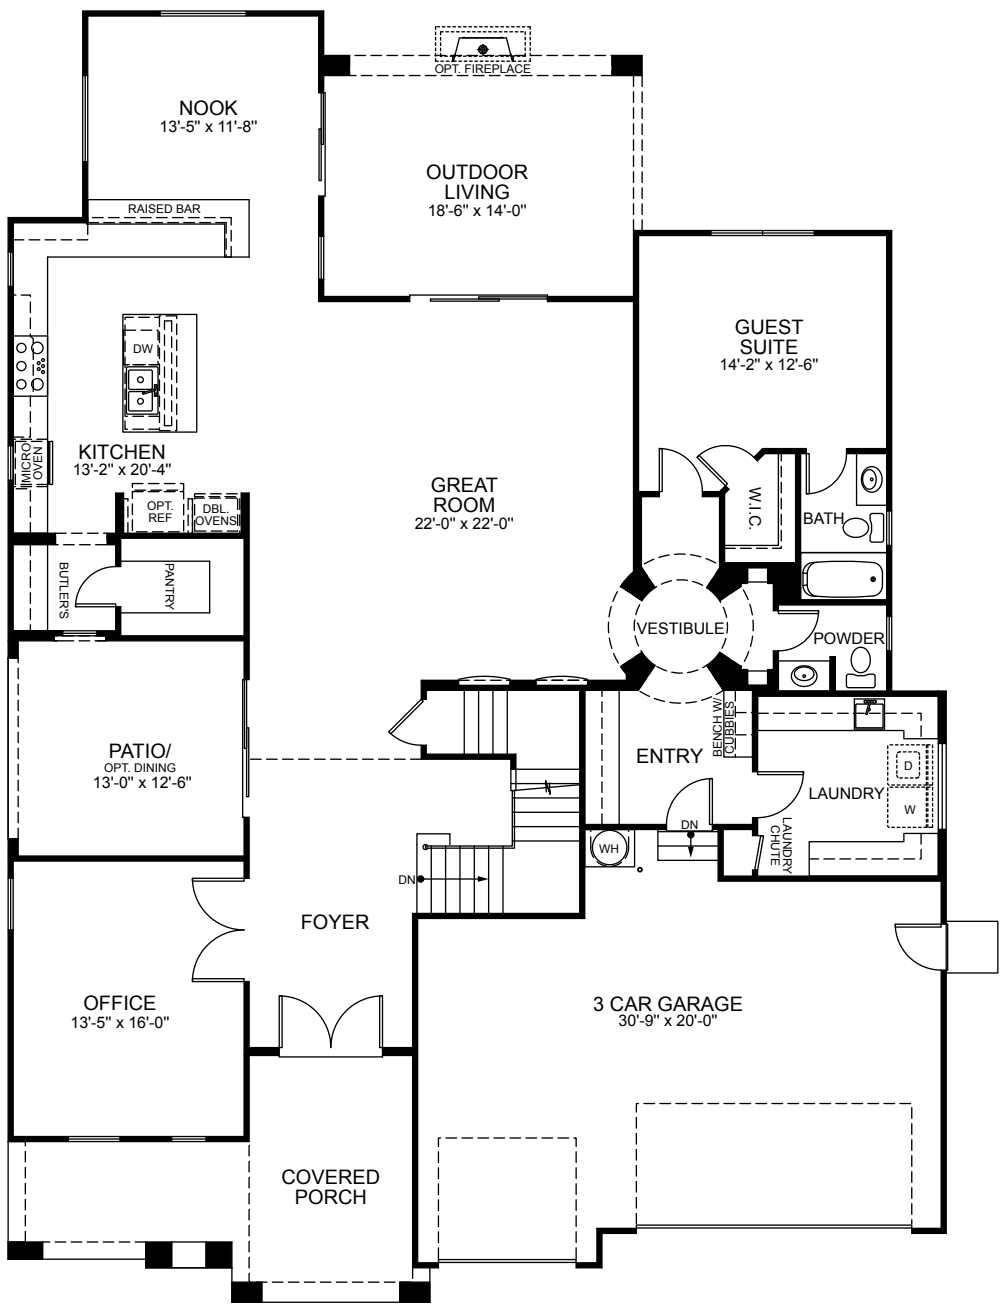 OPT. FIREPLACE
NOOK
13'-5" x 11'-8"
OUTDOOR
LIVING
18'-6" x 14'-0"
RAISED BAR
GUEST
SUITE
14'-2" x 12'-6"
DW
KITCHEN
13'-2" x 20'-4"
MICRO
OVEN
OPT.
REF
DBL.
OVENS
GREAT
ROOM
22'-0" x 22'-0"
W.I.C.
BATH
BUTLER'S
PANTRY
VESTIBULE
POWDER
PATIO/
OPT. DINING
13'-0" x 12'-6"
BENCH W/
CUBBIES
ENTRY
LAUNDRY
D
W
LAUNDRY
CHUTE
DN
WH
DN
FOYER
OFFICE
13'-5" x 16'-0"
3 CAR GARAGE
30'-9" x 20'-0"
COVERED
PORCH